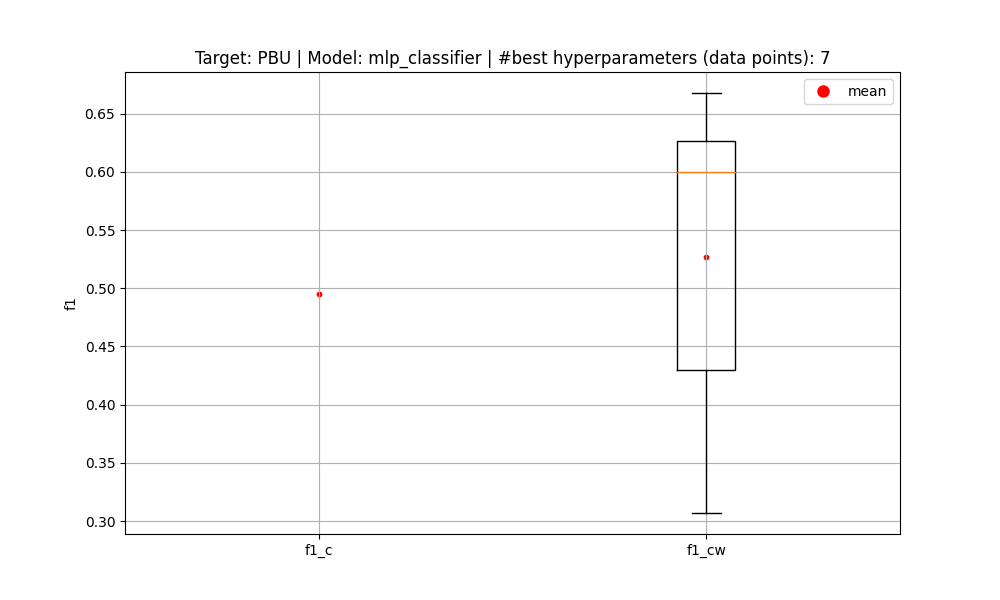 Target: PBU | Model: mlp_classifier | #best hyperparameters (data points): 7
mean
0.65
0.60
0.55
0.50
0.45
0.40
0.35
0.30
f1
f1_c
f1_cw